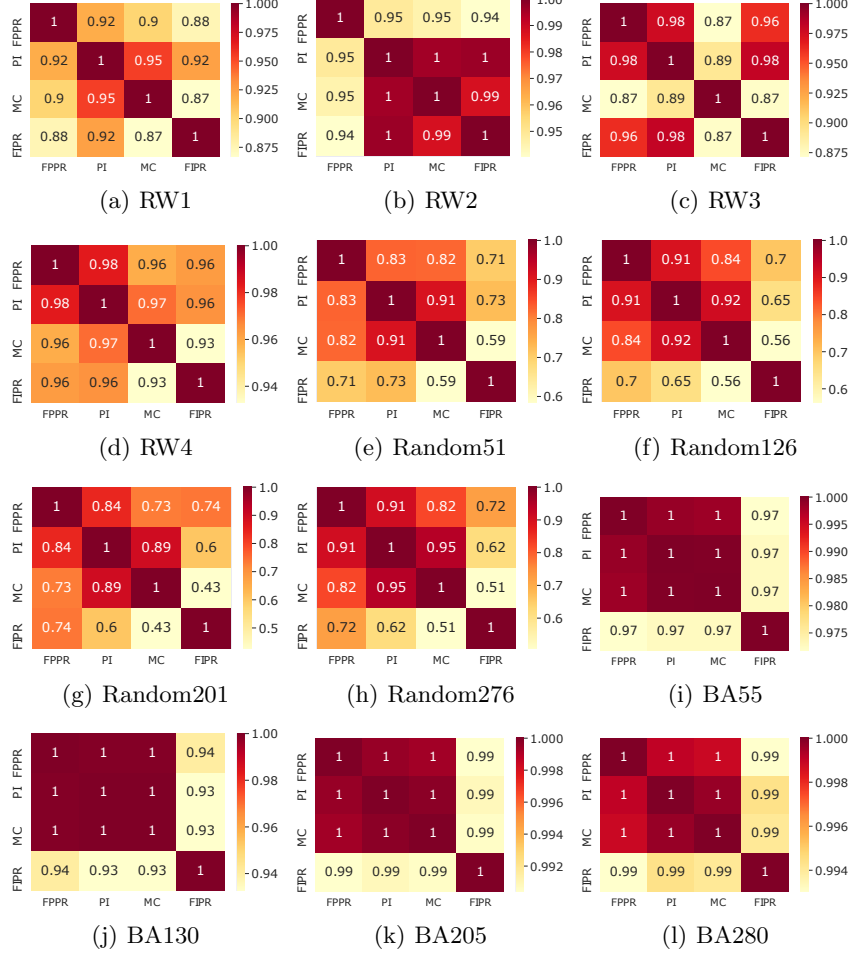 1.000
FPPR 1 0.92 0.9 0.88
0.975
PI 0.92 1 0.95 0.92
0.950
0.925
MC 0.9 0.95 1 0.87
0.900
FIPR 0.88 0.92 0.87 1
0.875
FPPR PI MC FIPR
(a) RW1
FPPR 1 0.95 0.95 0.94
0.99
PI 0.95 1 1 1
0.98
0.97
MC 0.95 1 1 0.99
0.96
FIPR 0.94 1 0.99 1
0.95
FPPR PI MC FIPR
(b) RW2
1.000
FPPR 1 0.98 0.87 0.96
0.975
PI 0.98 1 0.89 0.98
0.950
0.925
MC 0.87 0.89 1 0.87
0.900
FIPR 0.96 0.98 0.87 1
0.875
FPPR PI MC FIPR
(c) RW3
1.00
FPPR 1 0.98 0.96 0.96
0.98
PI 0.98 1 0.97 0.96
0.96
MC 0.96 0.97 1 0.93
FIPR 0.96 0.96 0.93 1
0.94
FPPR PI MC FIPR
(d) RW4
1.0
FPPR 1 0.83 0.82 0.71
0.9
PI 0.83 1 0.91 0.73
0.8
MC 0.82 0.91 1 0.59
0.7
FIPR 0.71 0.73 0.59 1
0.6
FPPR PI MC FIPR
(e) Random51
1.0
FPPR 1 0.91 0.84 0.7
0.9
PI 0.91 1 0.92 0.65
0.8
MC 0.84 0.92 1 0.56
0.7
FIPR 0.7 0.65 0.56 1
0.6
FPPR PI MC FIPR
(f) Random126
1.0
FPPR 1 0.84 0.73 0.74
0.9
PI 0.84 1 0.89 0.6
0.8
0.7
MC 0.73 0.89 1 0.43
0.6
FIPR 0.74 0.6 0.43 1
0.5
FPPR PI MC FIPR
(g) Random201
1.0
FPPR 1 0.91 0.82 0.72
0.9
PI 0.91 1 0.95 0.62
0.8
0.7
MC 0.82 0.95 1 0.51
0.6
FIPR 0.72 0.62 0.51 1
FPPR PI MC FIPR
(h) Random276
1.000
FPPR 1 1 1 0.97
0.995
PI 1 1 1 0.97
0.990
0.985
MC 1 1 1 0.97
0.980
FIPR 0.97 0.97 0.97 1
0.975
FPPR PI MC FIPR
(i) BA55
1.00
FPPR 1 1 1 0.94
0.98
PI 1 1 1 0.93
0.96
MC 1 1 1 0.93
FIPR 0.94 0.93 0.93 1
0.94
FPPR PI MC FIPR
(j) BA130
1.000
FPPR 1 1 1 0.99
0.998
PI 1 1 1 0.99
0.996
0.994
MC 1 1 1 0.99
0.992
FIPR 0.99 0.99 0.99 1
0.990
FPPR PI MC FIPR
(k) BA205
1.000
FPPR 1 1 1 0.99
0.998
PI 1 1 1 0.99
MC 1 1 1 0.99
0.996
FIPR 0.99 0.99 0.99 1
0.994
FPPR PI MC FIPR
(l) BA280